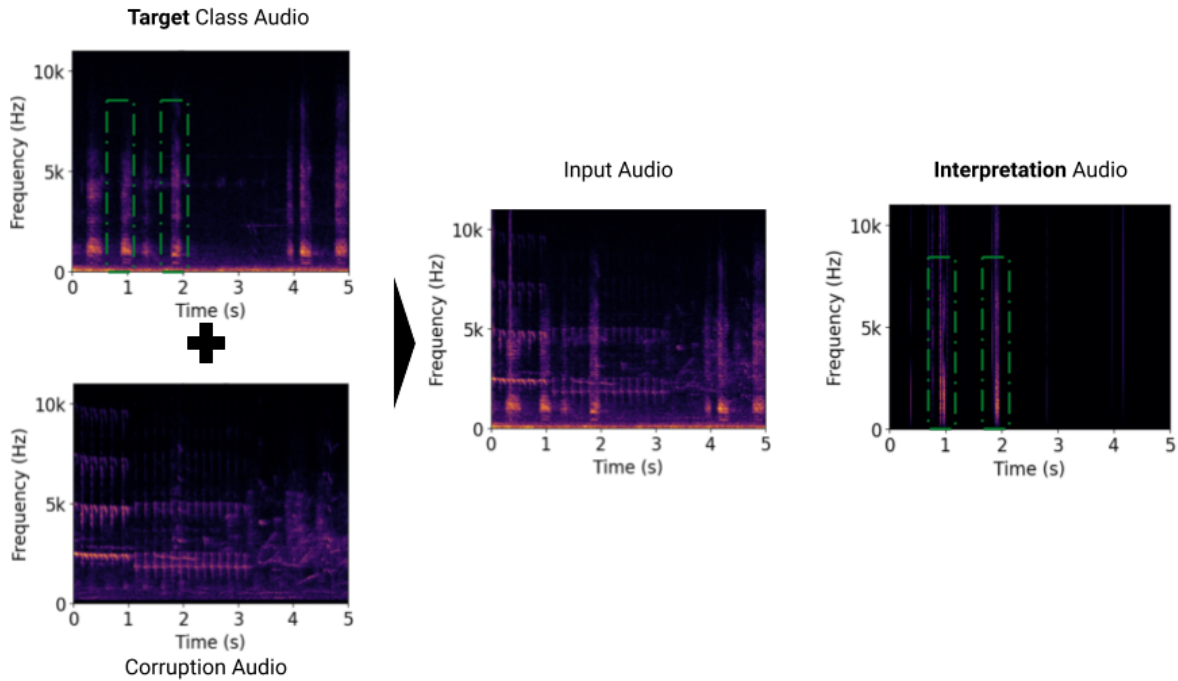 Target Class Audio
Frequency (Hz)
10k
5k
0
0 1 2 3 4 5
Time (s)
Frequency (Hz)
10k
5k
0
0 1 2 3 4 5
Time (s)
Corruption Audio
Input Audio
Frequency (Hz)
10k
5k
0
0 1 2 3 4 5
Time (s)
Interpretation Audio
Frequency (Hz)
10k
5k
0
0 1 2 3 4 5
Time (s)